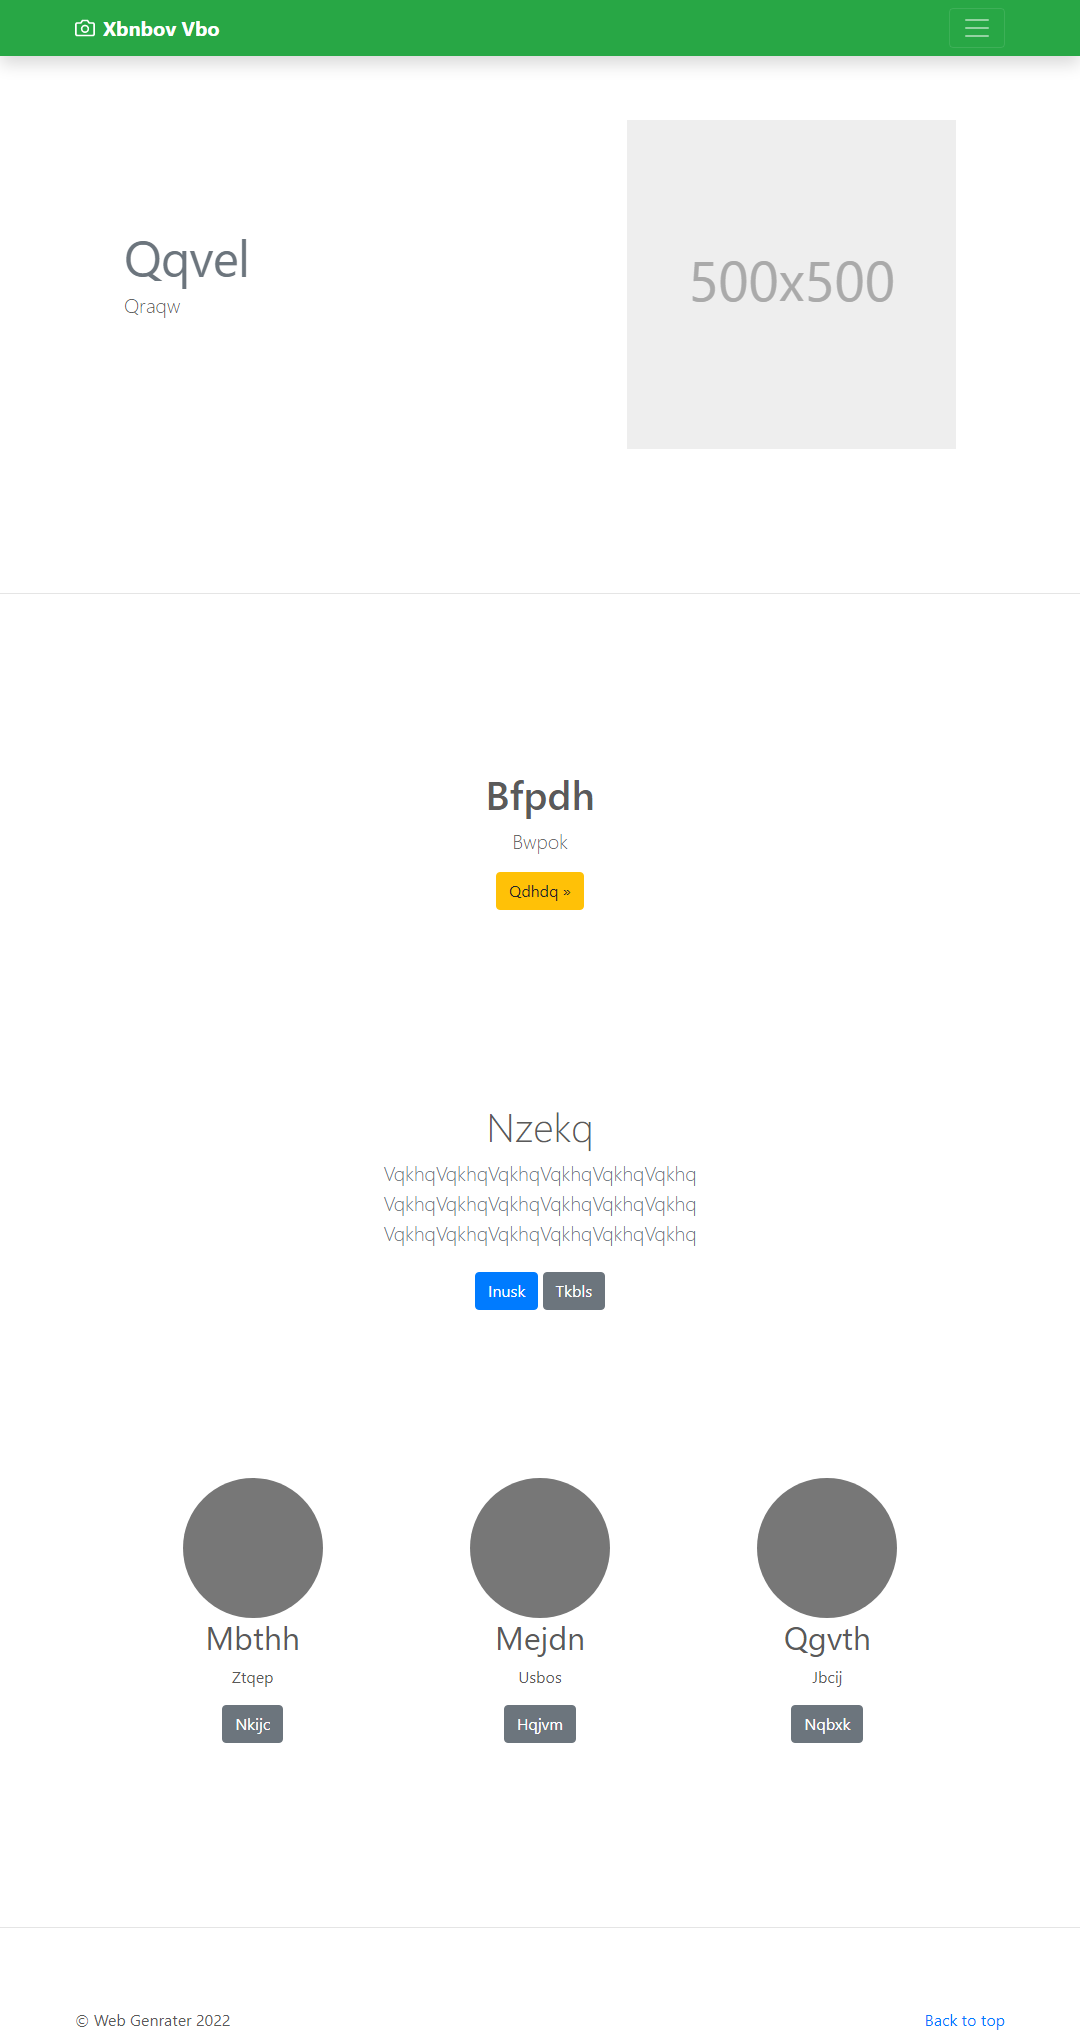 Xbnbov Vbo
Qqvel
Qraqw
500x500
Bfpdh
Bwpok
Qdhdq »
Nzekq
VqkhqVqkhqVqkhqVqkhqVqkhqVqkhq
VqkhqVqkhqVqkhqVqkhqVqkhqVqkhq
VqkhqVqkhqVqkhqVqkhqVqkhqVqkhq
Inusk Tkbls
Mbthh Mejdn Qgvth
Ztqep Usbos Jbcij
Nkijc Hqjvm Nqbxk
© Web Genrater 2022 Back to top